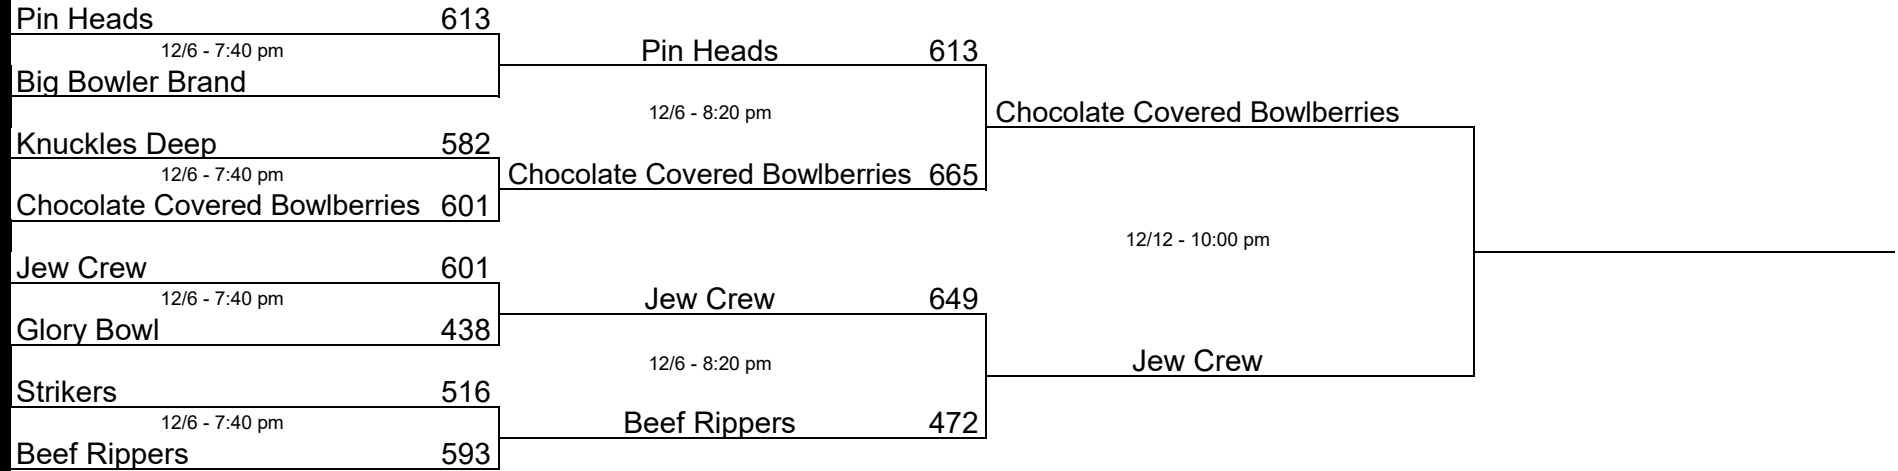 Pin Heads 613
12/6 - 7:40 pm
Big Bowler Brand
Knuckles Deep 582
12/6 - 7:40 pm
Chocolate Covered Bowlberries 601
Jew Crew 601
12/6 - 7:40 pm
Glory Bowl 438
Strikers 516
12/6 - 7:40 pm
Beef Rippers 593
Pin Heads 613
12/6 - 8:20 pm
Chocolate Covered Bowlberries 665
Jew Crew 649
12/6 - 8:20 pm
Beef Rippers 472
Chocolate Covered Bowlberries
12/12 - 10:00 pm
Jew Crew